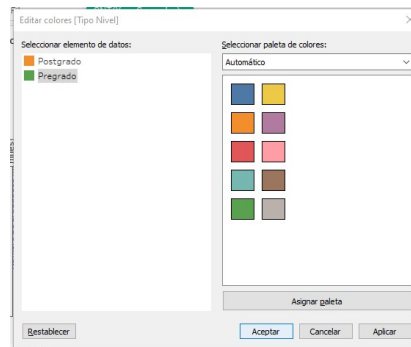 Editar colores [Tipo Nivel]
Seleccionar elemento de datos:
Seleccionar paleta de colores:
Postgrado
Pregrado
Automático
Asignar paleta
Restablecer
Aceptar
Cancelar
Aplicar